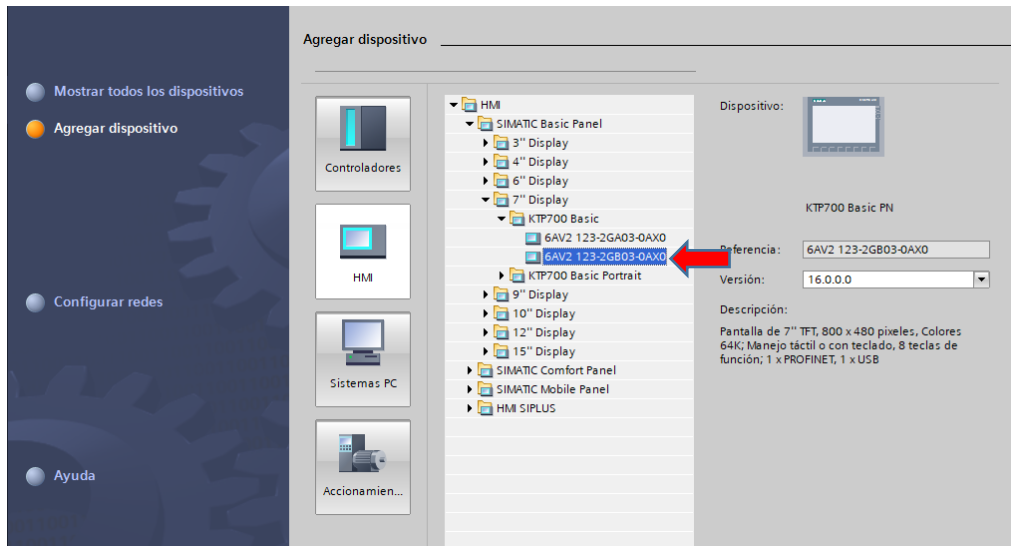 Agregar dispositivo
Mostrar todos los dispositivos
Agregar dispositivo
Configurar redes
Ayuda
Controladores
HMI
Sistemas PC
Accionamien...
HMI
SIMATIC Basic Panel
3'' Display
4'' Display
6'' Display
7'' Display
KTP700 Basic
6AV2 123-2GA03-0AX0
6AV2 123-2GB03-0AX0
KTP700 Basic Portrait
9'' Display
10'' Display
12'' Display
15'' Display
SIMATIC Comfort Panel
SIMATIC Mobile Panel
HMI SIPLUS
Dispositivo:
KTP700 Basic PN
Referencia: 6AV2 123-2GB03-0AX0
Versión: 16.0.0.0
Descripción:
Pantalla de 7'' TFT, 800 x 480 pixeles, Colores
64K; Manejo táctil o con teclado, 8 teclas de
función; 1 x PROFINET, 1 x USB